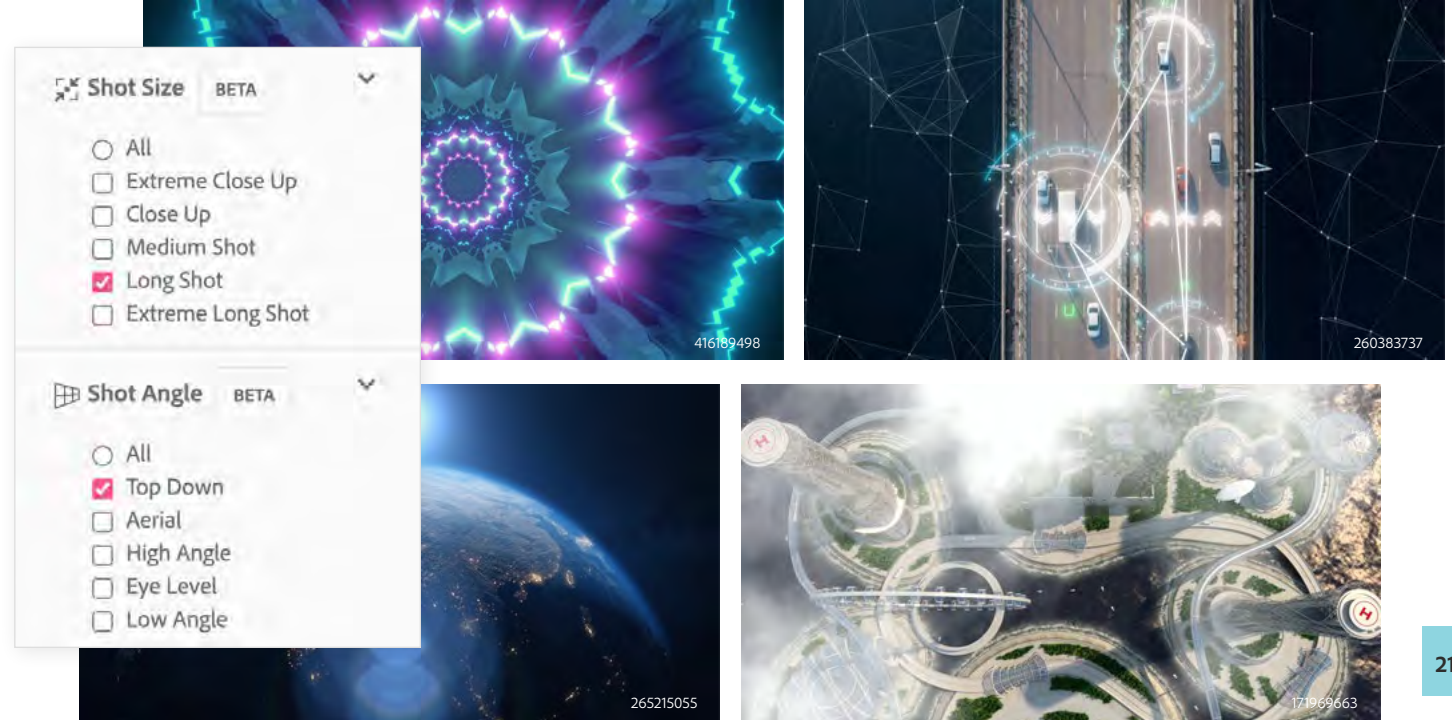 Shot Size BETA
All
Extreme Close Up
Close Up
Medium Shot
Long Shot
Extreme Long Shot
Shot Angle BETA
All
Top Down
Aerial
High Angle
Eye Level
Low Angle
416189498
260383737
265215055
H
H
171969663
21